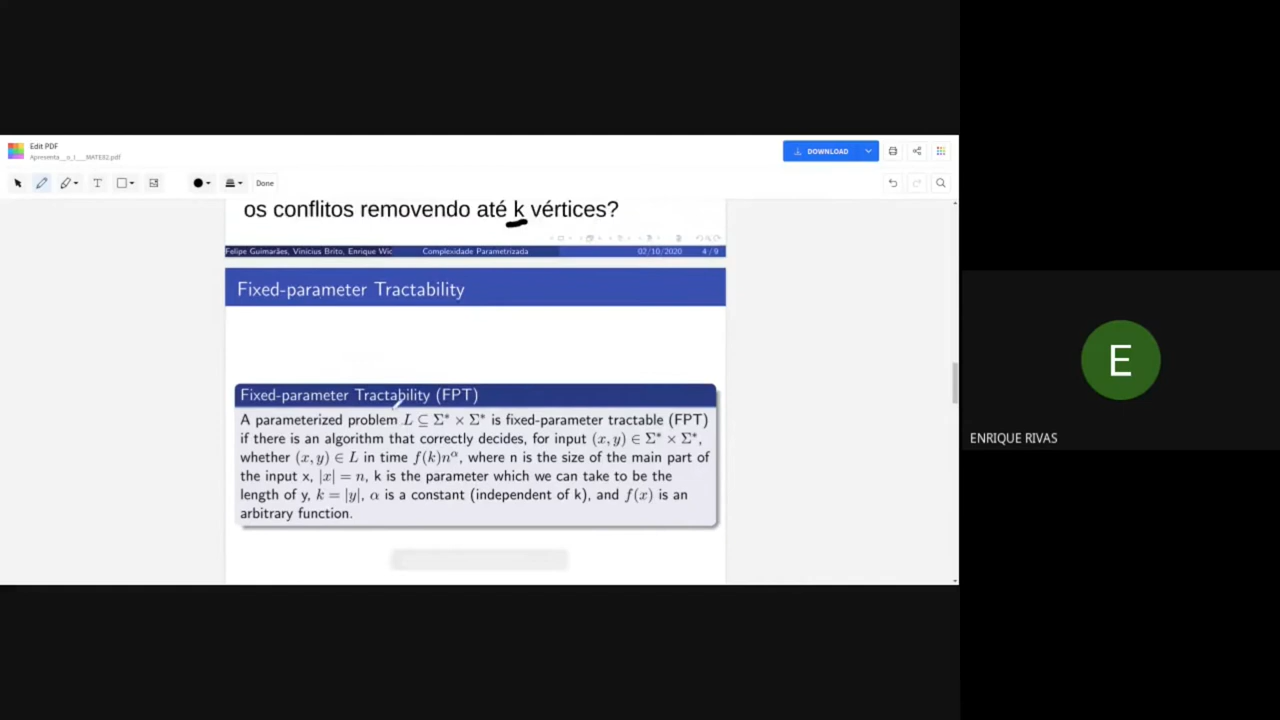 Edit PDF
Apresenta__o_I___MATE32.pdf
DOWNLOAD
T
Done
os conflitos removendo até k vértices?
Felipe Guimarães, Vinicius Brito, Enrique Wic
Complexidade Parametrizada
02/10/2020
4 / 9
Fixed-parameter Tractability
Fixed-parameter Tractability (FPT)
A parameterized problem L ⊆ Σ* × Σ* is fixed-parameter tractable (FPT)
if there is an algorithm that correctly decides, for input (x, y) ∈ Σ* × Σ*,
whether (x, y) ∈ L in time f(k)n^α, where n is the size of the main part of
the input x, |x| = n, k is the parameter which we can take to be the
length of y, k = |y|, α is a constant (independent of k), and f(x) is an
arbitrary function.
E
ENRIQUE RIVAS